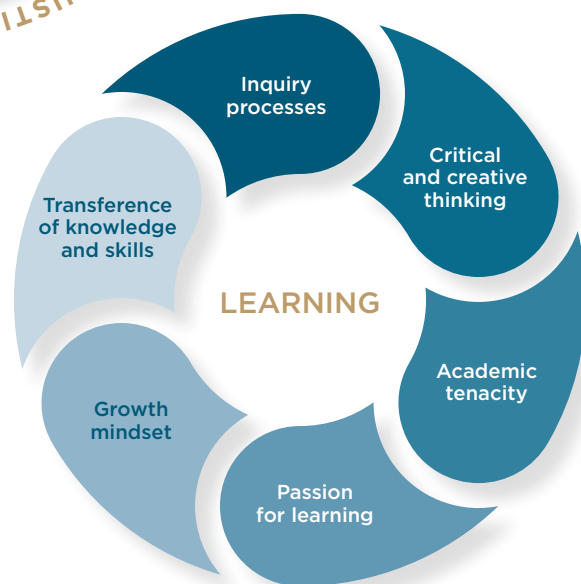 Inquiry
processes
Critical
and creative
thinking
Academic
tenacity
Passion
for learning
Growth
mindset
Transference
of knowledge
and skills
LEARNING